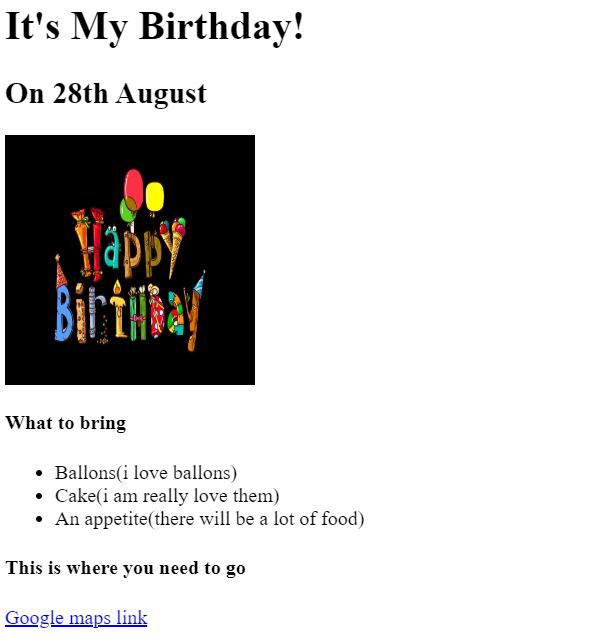 It's My Birthday!
On 28th August
Happy
Birthday
What to bring
Ballons(i love ballons)
Cake(i am really love them)
An appetite(there will be a lot of food)
This is where you need to go
Google maps link